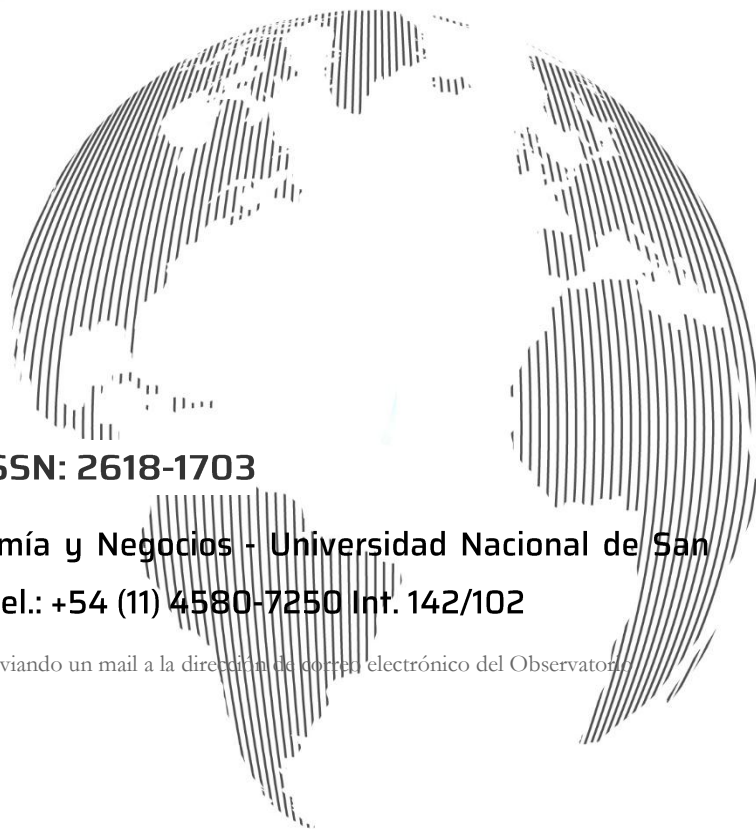 SSN: 2618-1703
mía y Negocios - Universidad Nacional de San
el.: +54 (11) 4580-7250 Int. 142/102
viando un mail a la dirección de correo electrónico del Observatorio